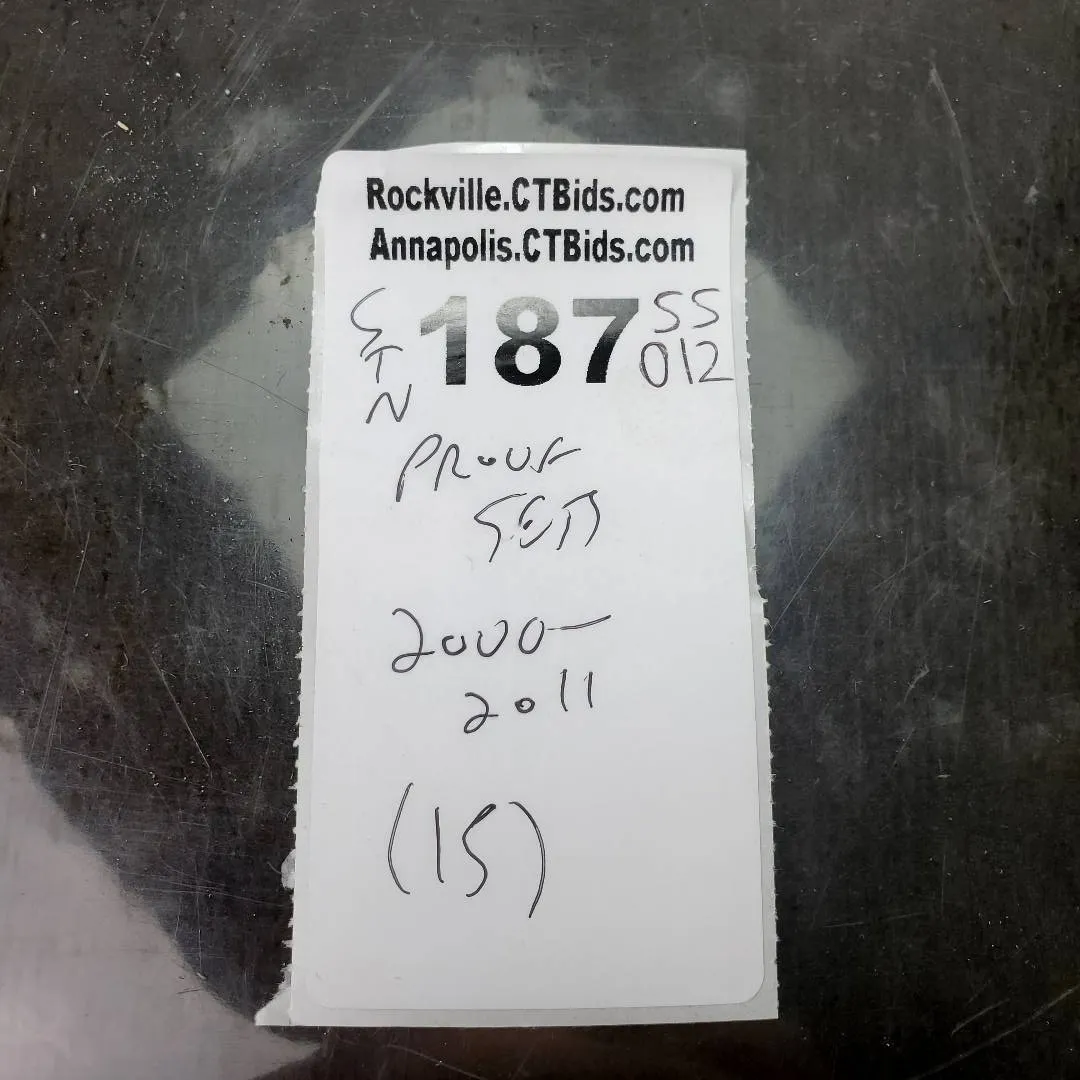 Rockville.CTBids.com
Annapolis.CTBids.com
187
SS
012
S
T
N
PROOF
SETS
2000-
2011
(15)